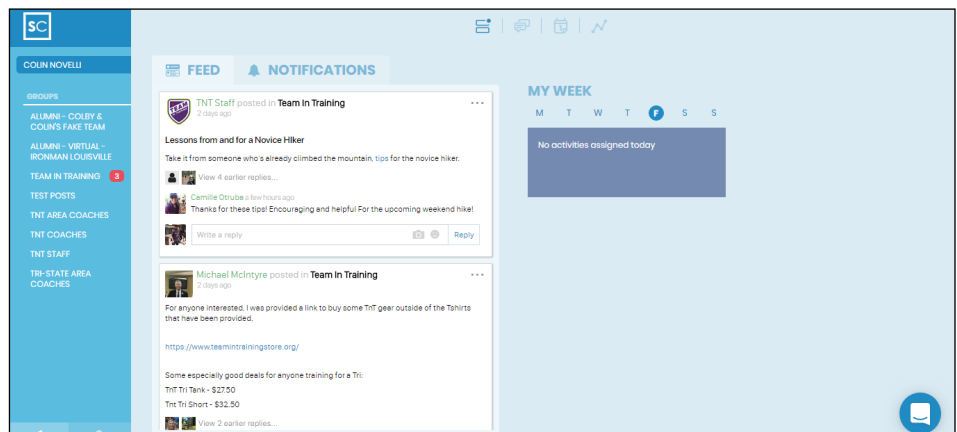 SC
COLIN NOVELLI
GROUPS
ALUMNI - COLBY &
COLIN'S FAKE TEAM
ALUMNI - VIRTUAL -
IRONMAN LOUISVILLE
TEAM IN TRAINING 3
TEST POSTS
TNT AREA COACHES
TNT COACHES
TNT STAFF
TRI-STATE AREA
COACHES
FEED NOTIFICATIONS
TEAM
TNT Staff posted in Team In Training
2 days ago
Lessons from and for a Novice Hiker
Take it from someone who's already climbed the mountain, tips for the novice hiker.
View 4 earlier replies...
Camille Otruba a few hours ago
Thanks for these tips! Encouraging and helpful For the upcoming weekend hike!
Write a reply Reply
Michael McIntyre posted in Team In Training
2 days ago
For anyone interested, I was provided a link to buy some TnT gear outside of the Tshirts
that have been provided.
https://www.teamintrainingstore.org/
Some especially good deals for anyone training for a Tri:
TnT Tri Tank - $27.50
Tnt Tri Short - $32.50
View 2 earlier replies...
MY WEEK
M T W T F S S
No activities assigned today